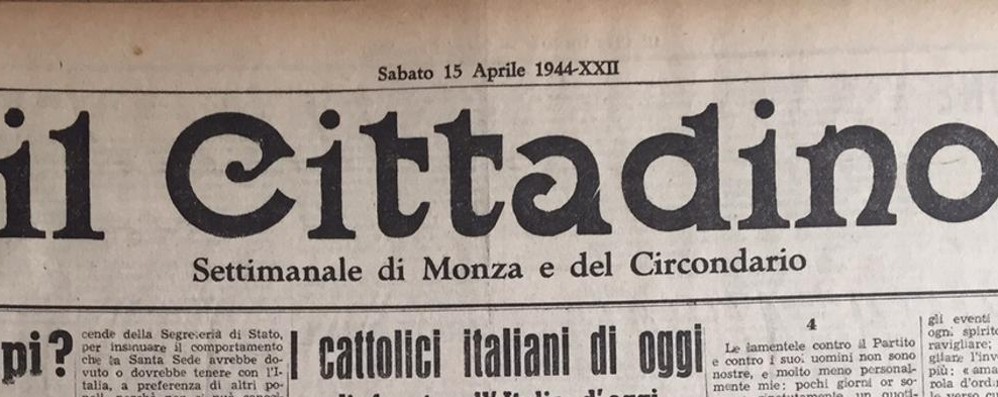 Sabato 15 Aprile 1944-XXII
il Cittadino
Settimanale di Monza e del Circondario
pi?
cende della Segreteria di Stato,
per insinuare il comportamento
che la Santa Sede avrebbe do-
vuto o dovrebbe tenere con l'I-
talia, a preferenza di altri po-
I cattolici italiani di oggi
4
Le lamentele contro il Partito
e contro i suoi uomini non sono
nostre, e molto meno personal-
mente mie: pochi giorni or so-
gli eventi
ogni spirito
ravigliare;
gilare l'inv
più: « ama
rola d'ord